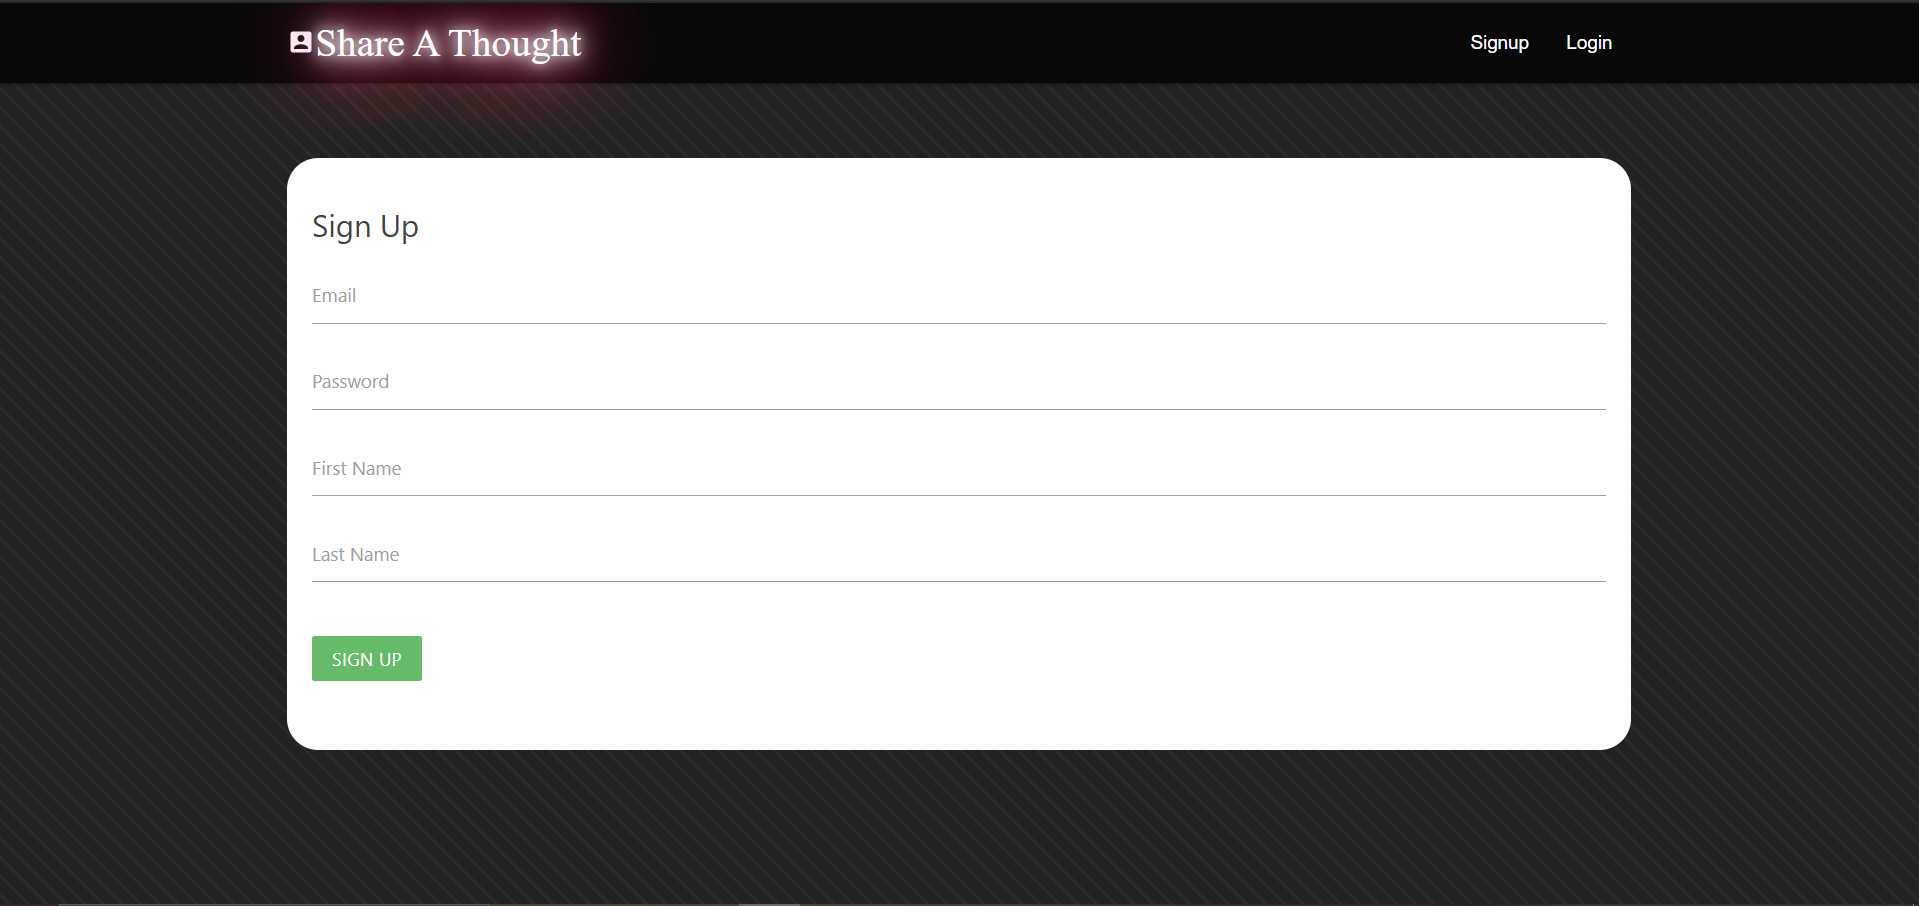 Share A Thought
Signup
Login
Sign Up
Email
Password
First Name
Last Name
SIGN UP